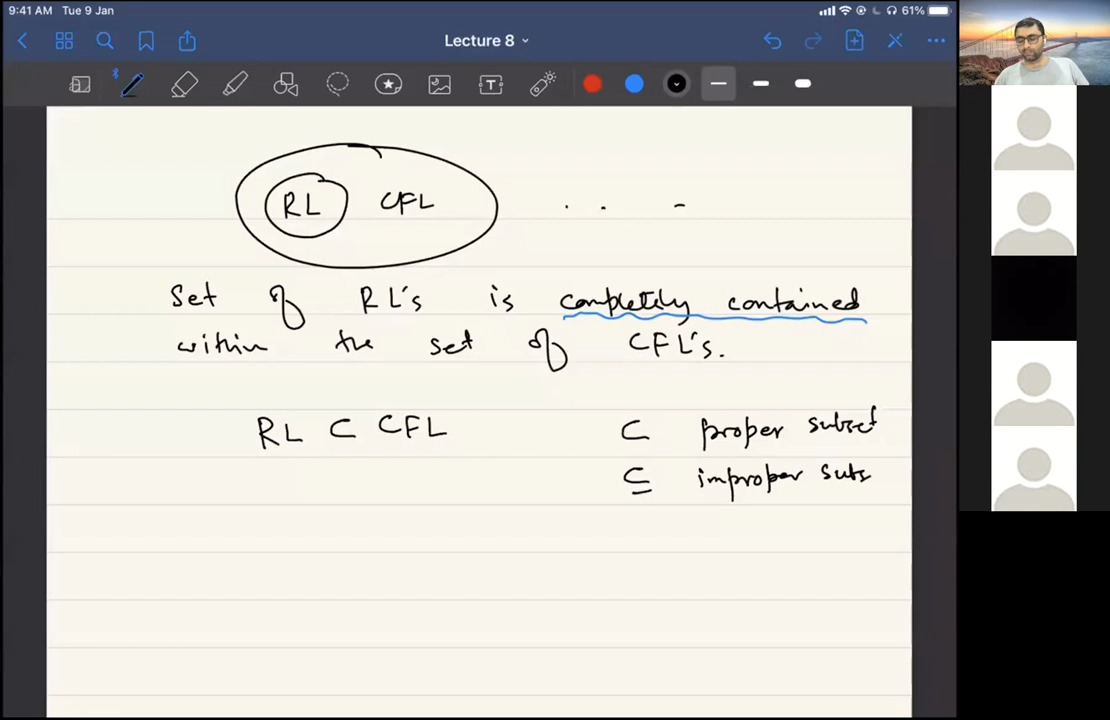 9:41 AM Tue 9 Jan
61%
Lecture 8
T
RL CFL . . -
Set of RL's is completely contained
within the set of CFL's.
RL ⊂ CFL
⊂ proper subset
⊆ improper subs